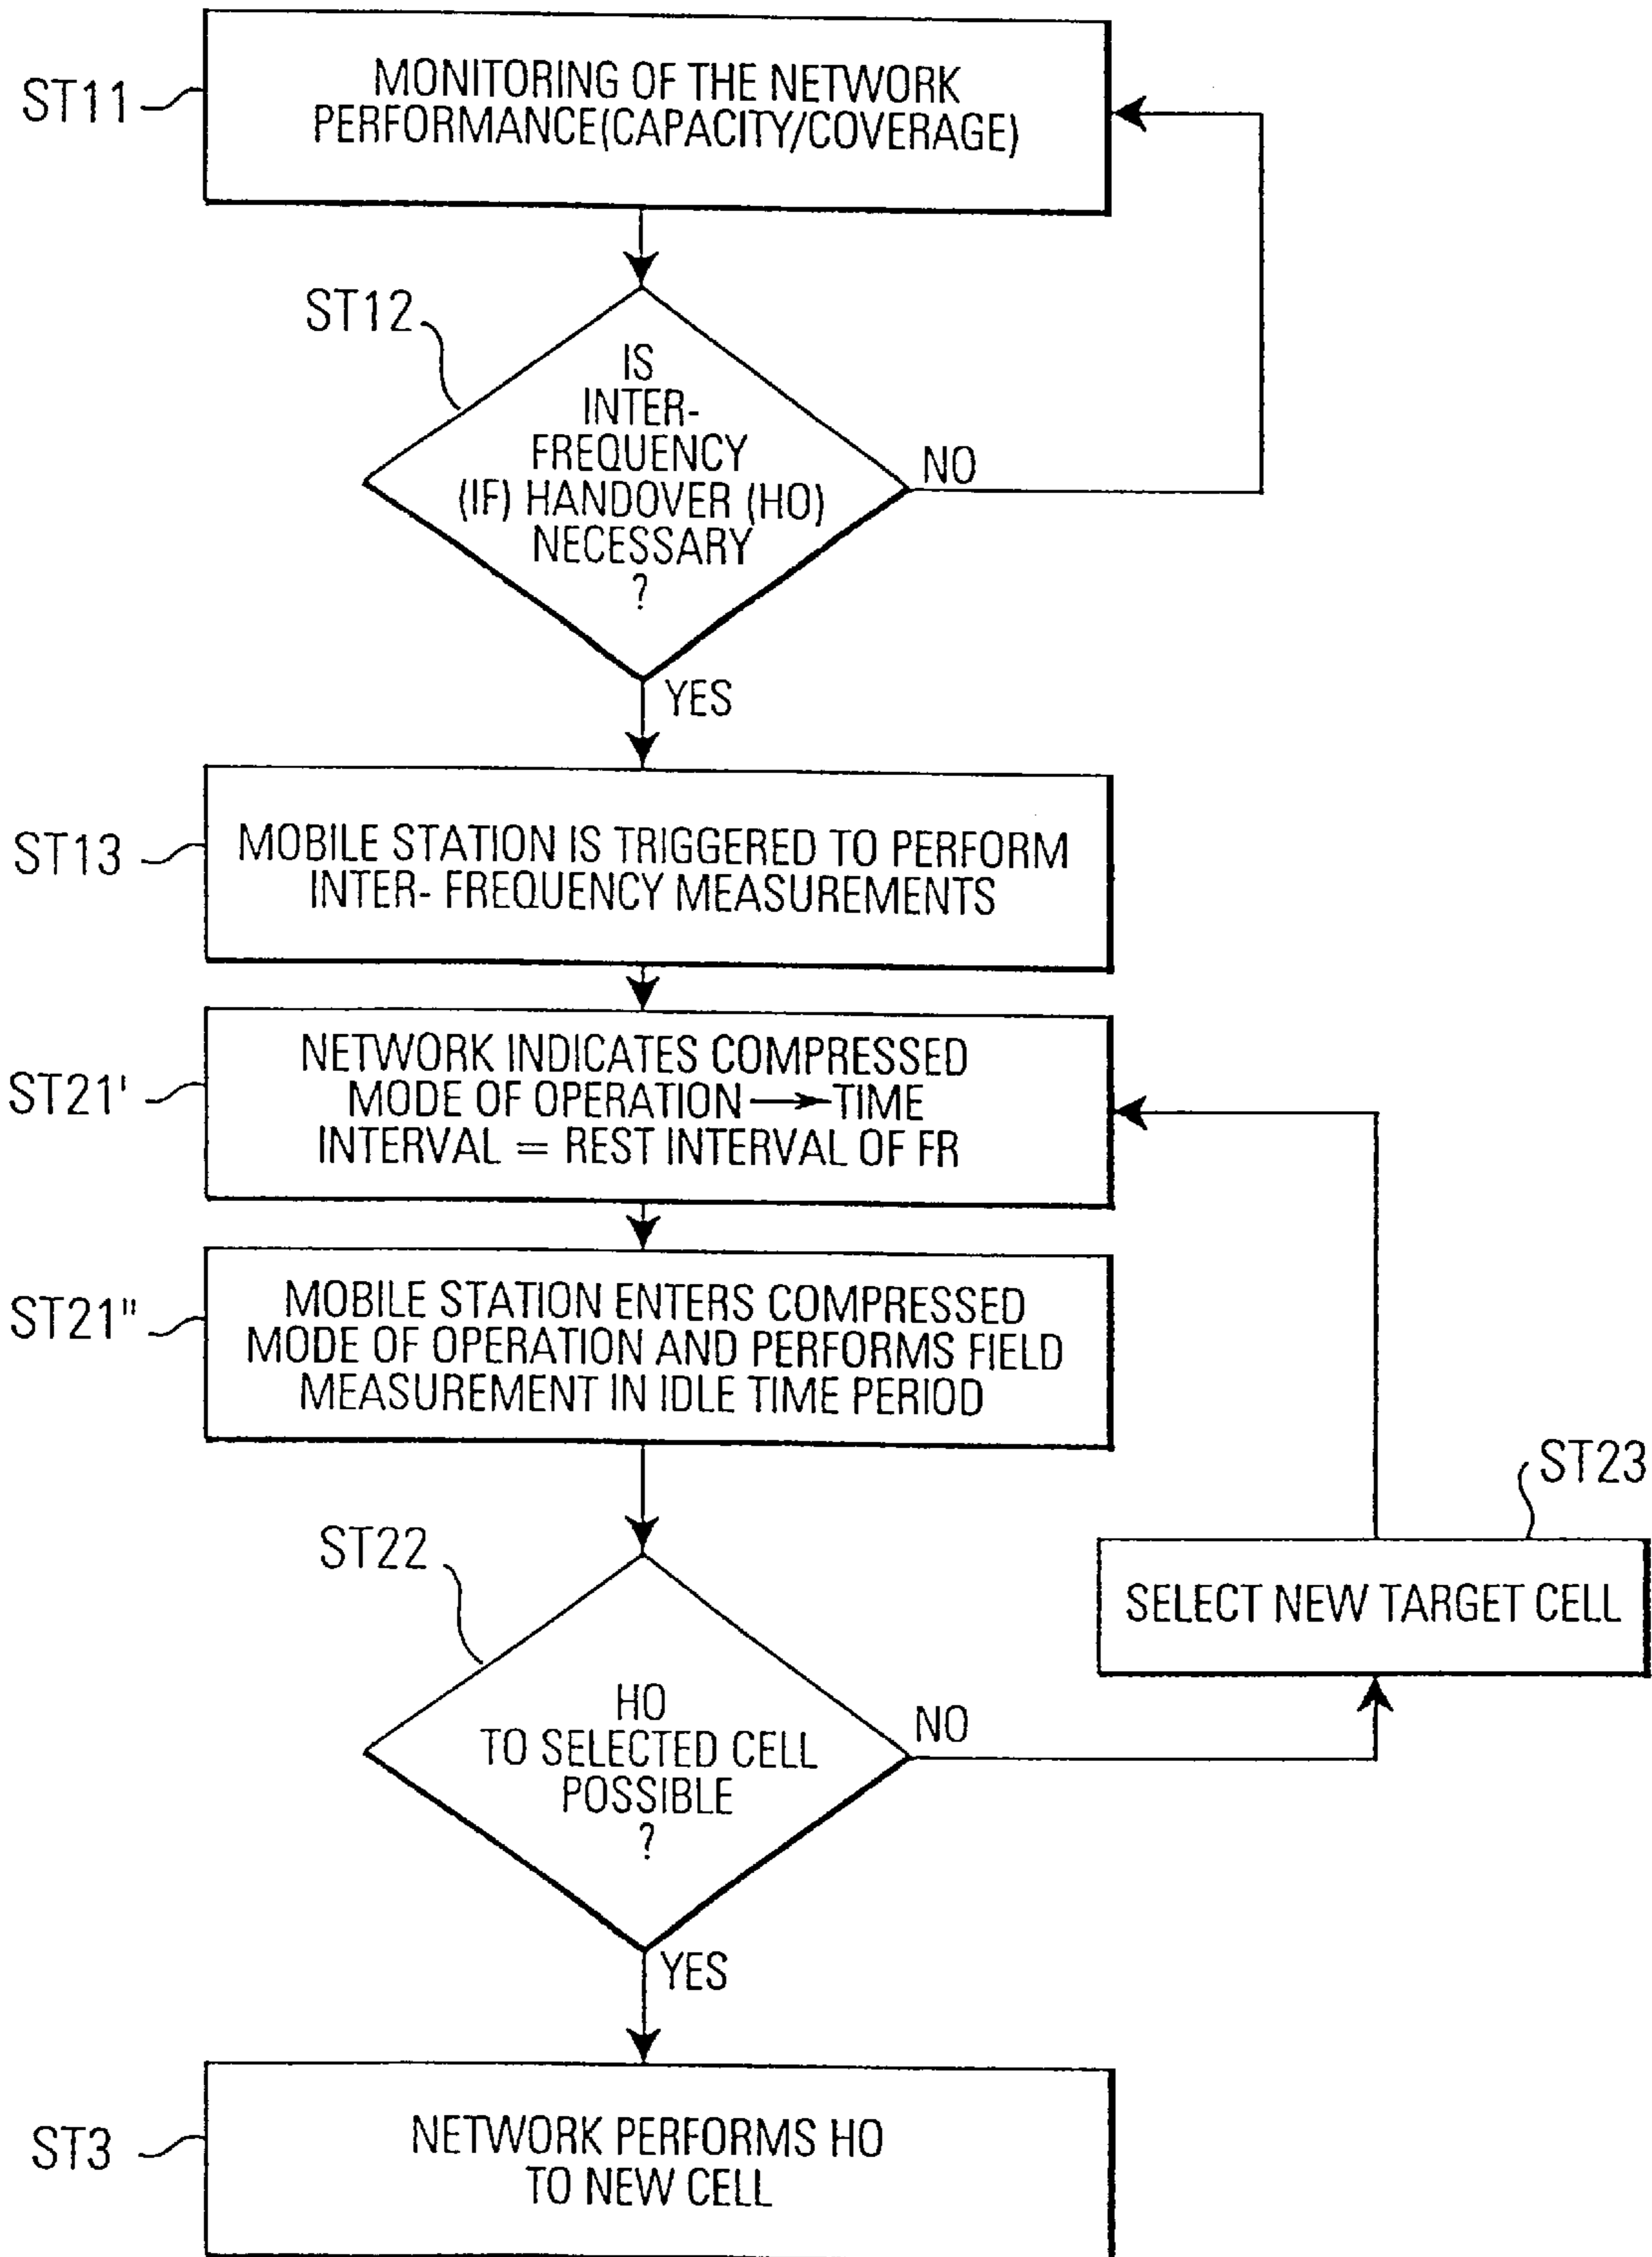 ST11
MONITORING OF THE NETWORK
PERFORMANCE(CAPACITY/COVERAGE)
ST12
IS
INTER-
FREQUENCY
(IF) HANDOVER (HO)
NECESSARY
?
NO
YES
ST13
MOBILE STATION IS TRIGGERED TO PERFORM
INTER- FREQUENCY MEASUREMENTS
ST21'
NETWORK INDICATES COMPRESSED
MODE OF OPERATION → TIME
INTERVAL = REST INTERVAL OF FR
ST21"
MOBILE STATION ENTERS COMPRESSED
MODE OF OPERATION AND PERFORMS FIELD
MEASUREMENT IN IDLE TIME PERIOD
ST23
SELECT NEW TARGET CELL
ST22
HO
TO SELECTED CELL
POSSIBLE
?
NO
YES
ST3
NETWORK PERFORMS HO
TO NEW CELL